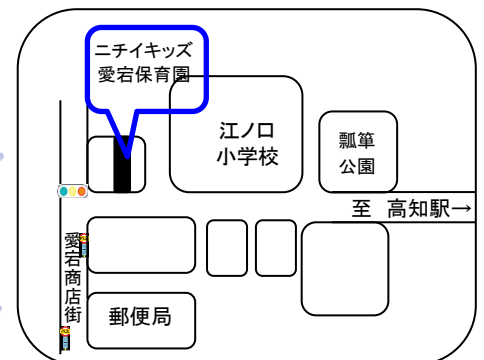 ニチイキッズ
愛宕保育園
江ノロ
小学校
瓢箪
公園
至 高知駅→
愛宕商店街
郵便局